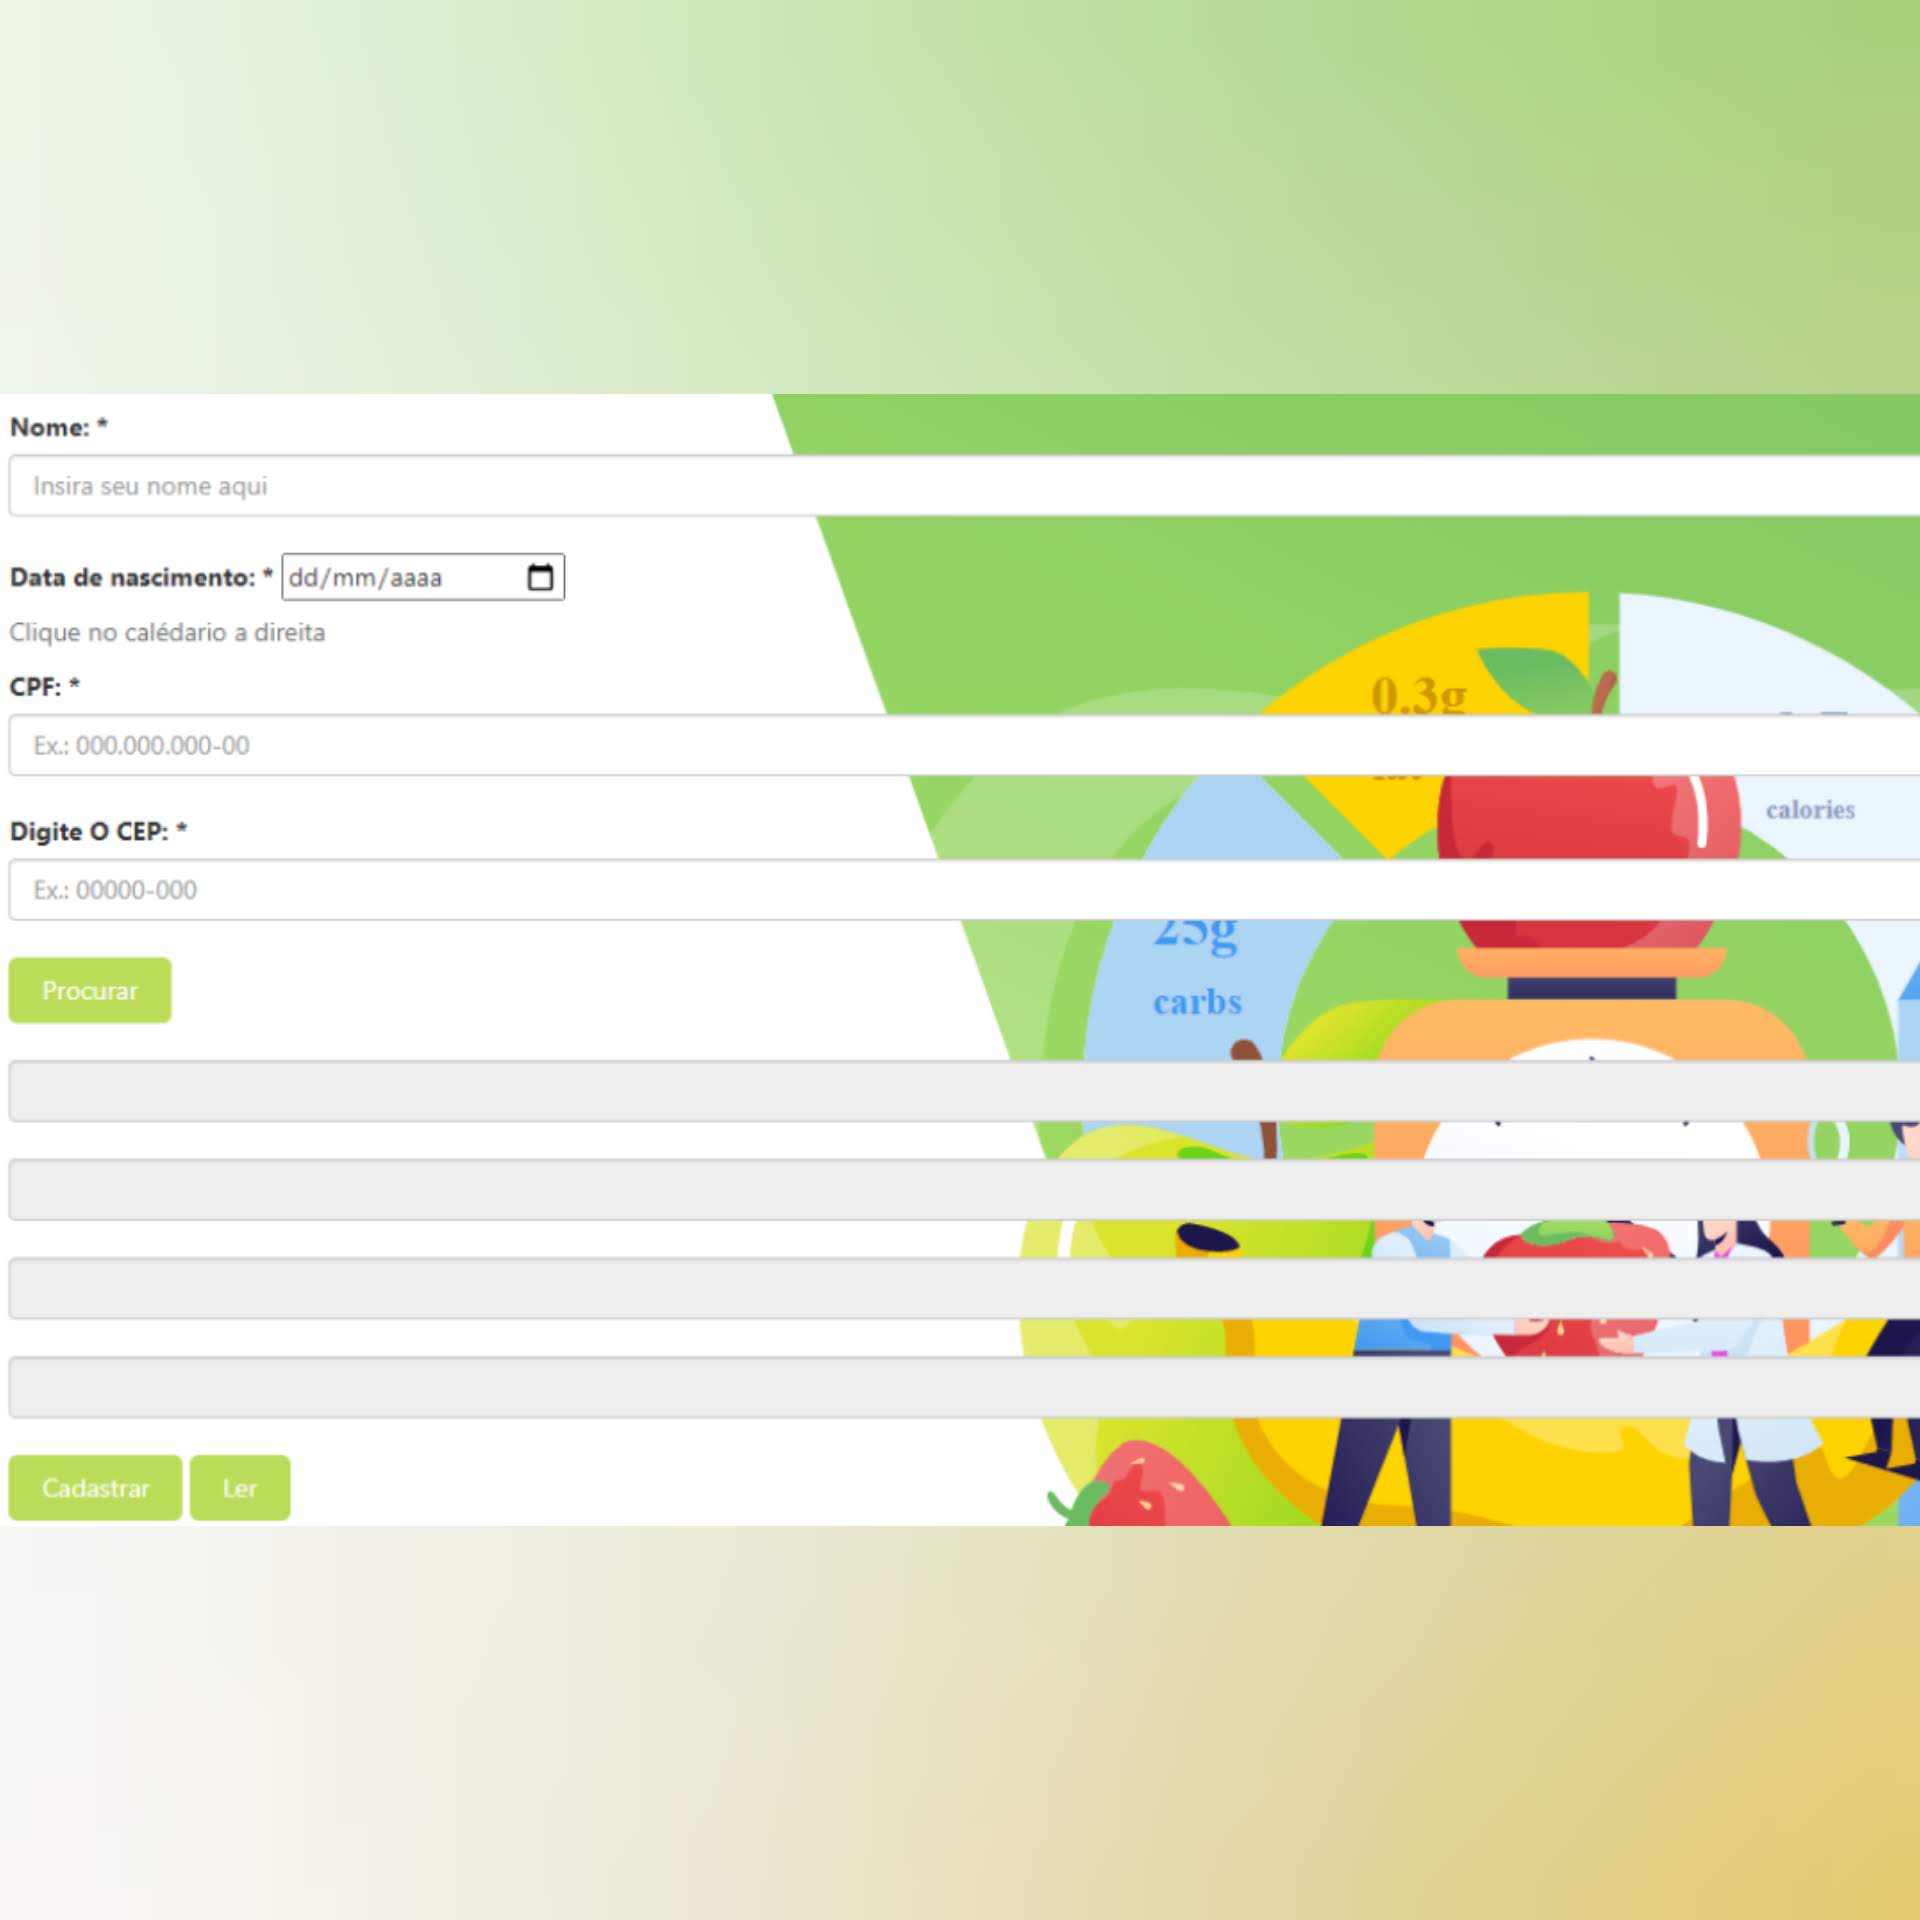 Nome: *
Insira seu nome aqui
Data de nascimento: * dd/mm/aaaa
Clique no calédario a direita
0.3g
CPF: *
Ex.: 000.000.000-00
calories
Digite O CEP: *
Ex.: 00000-000
25g
Procurar
carbs
Cadastrar Ler